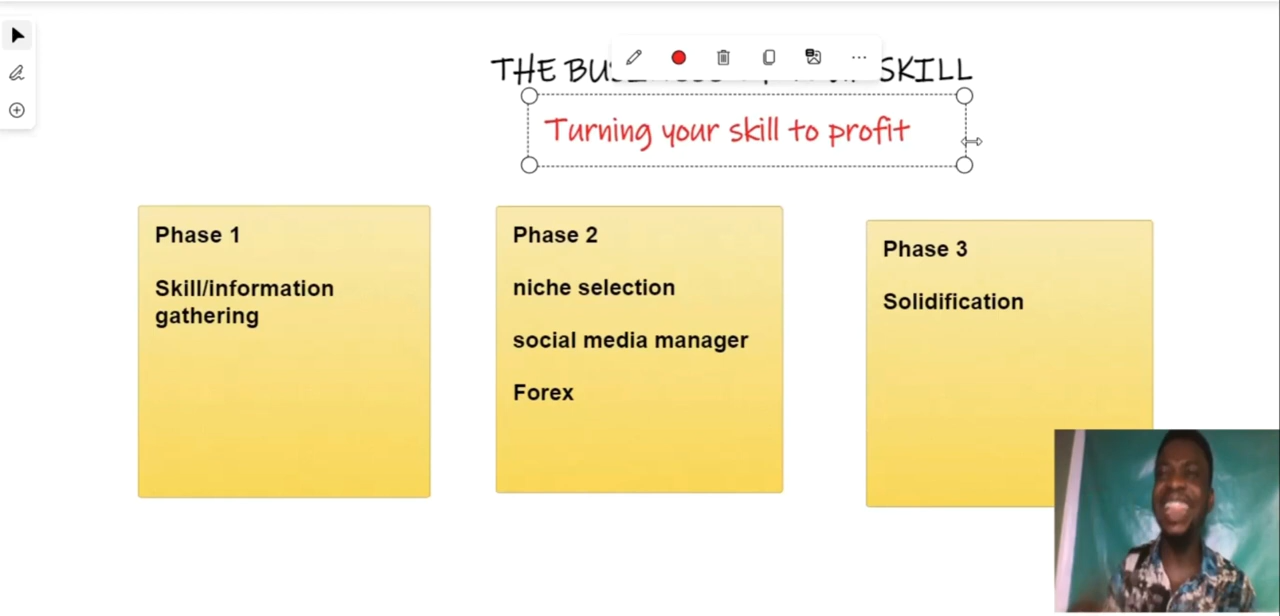 THE BUSINESS SKILL
Turning your skill to profit
Phase 1
Skill/information
gathering
Phase 2
niche selection
social media manager
Forex
Phase 3
Solidification